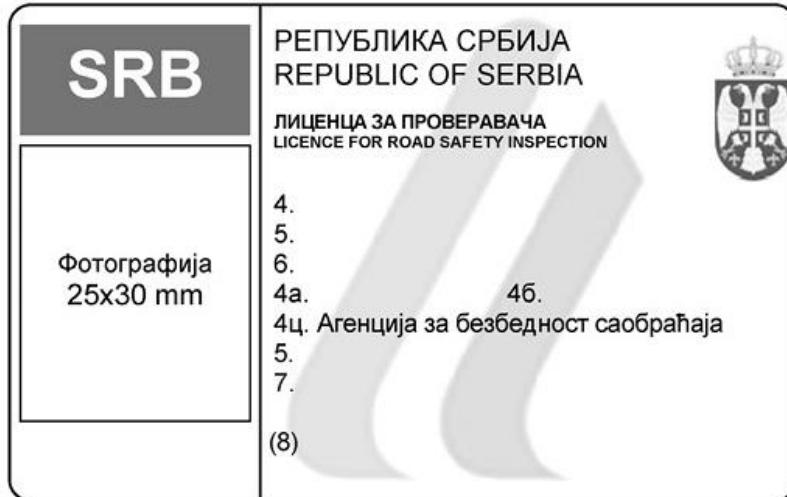 SRB
Фотографија
25x30 mm
РЕПУБЛИКА СРБИЈА
REPUBLIC OF SERBIA
ЛИЦЕНЦА ЗА ПРОВЕРАВАЧА
LICENCE FOR ROAD SAFETY INSPECTION
4.
5.
6.
4а. 4б.
4ц. Агенција за безбедност саобраћаја
5.
7.
(8)